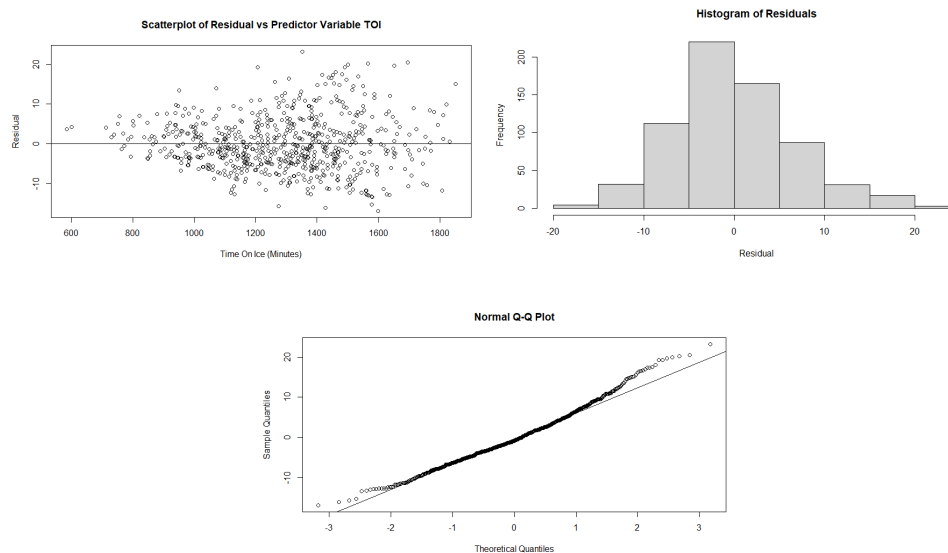 Scatterplot of Residual vs Predictor Variable TOI
Residual
20
10
0
-10
600 800 1000 1200 1400 1600 1800
Time On Ice (Minutes)
Histogram of Residuals
Frequency
200
150
100
50
0
-20 -10 0 10 20
Residual
Normal Q-Q Plot
Sample Quantiles
20
10
0
-10
-3 -2 -1 0 1 2 3
Theoretical Quantiles